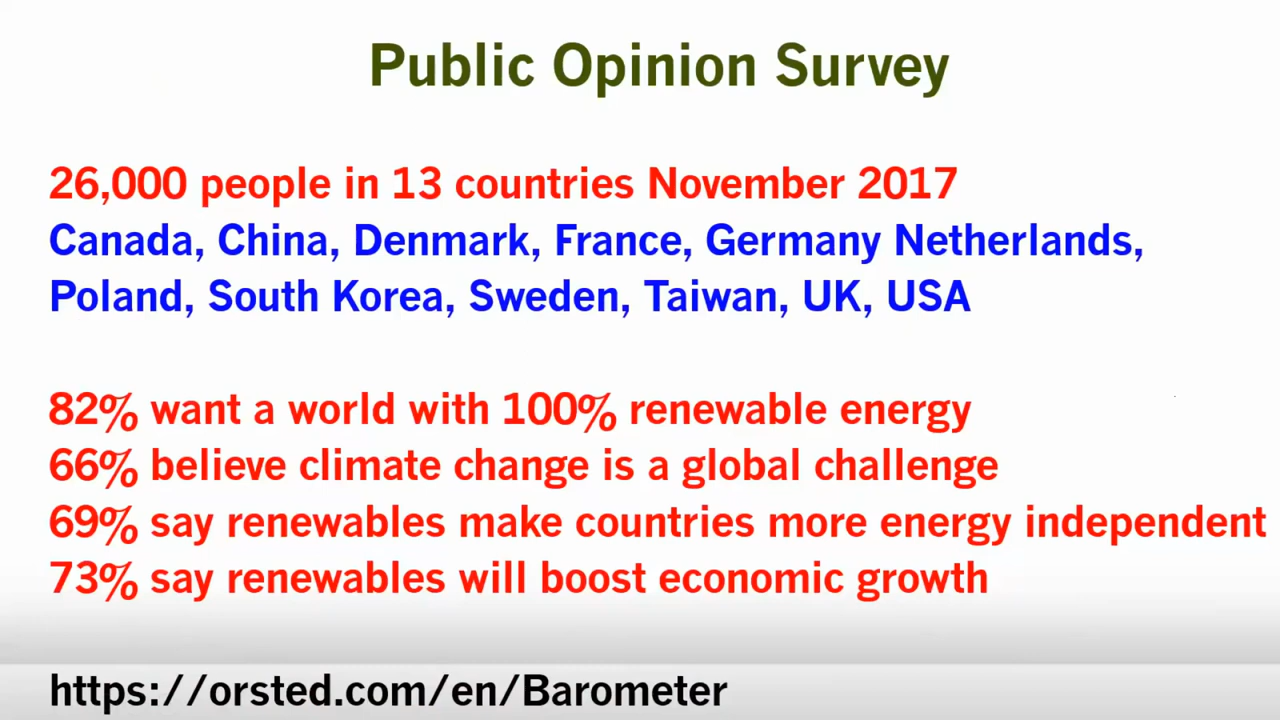 Public Opinion Survey
26,000 people in 13 countries November 2017
Canada, China, Denmark, France, Germany Netherlands,
Poland, South Korea, Sweden, Taiwan, UK, USA
82% want a world with 100% renewable energy
66% believe climate change is a global challenge
69% say renewables make countries more energy independent
73% say renewables will boost economic growth
https://orsted.com/en/Barometer